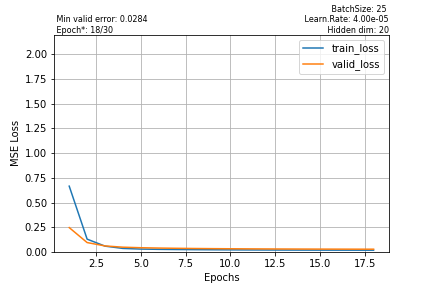 BatchSize: 25
Min valid error: 0.0284
Learn.Rate: 4.00e-05
Epoch*: 18/30
Hidden dim: 20
train_loss
valid_loss
2.00
1.75
1.50
1.25
1.00
0.75
0.50
0.25
0.00
MSE Loss
2.5 5.0 7.5 10.0 12.5 15.0 17.5
Epochs